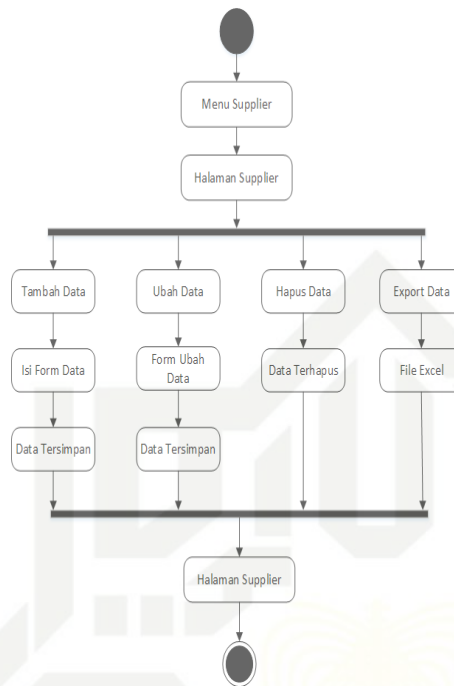 Menu Supplier
Halaman Supplier
Tambah Data
Ubah Data
Hapus Data
Export Data
Isi Form Data
Form Ubah
Data
Data Terhapus
File Excel
Data Tersimpan
Data Tersimpan
Halaman Supplier